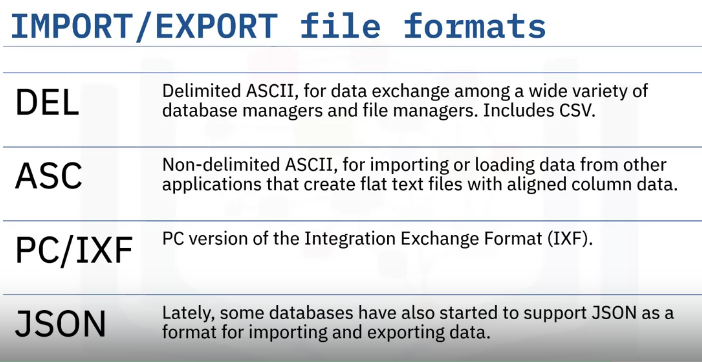 IMPORT/EXPORT file formats
DEL
Delimited ASCII, for data exchange among a wide variety of
database managers and file managers. Includes CSV.
ASC
Non-delimited ASCII, for importing or loading data from other
applications that create flat text files with aligned column data.
PC/IXF
PC version of the Integration Exchange Format (IXF).
JSON
Lately, some databases have also started to support JSON as a
format for importing and exporting data.